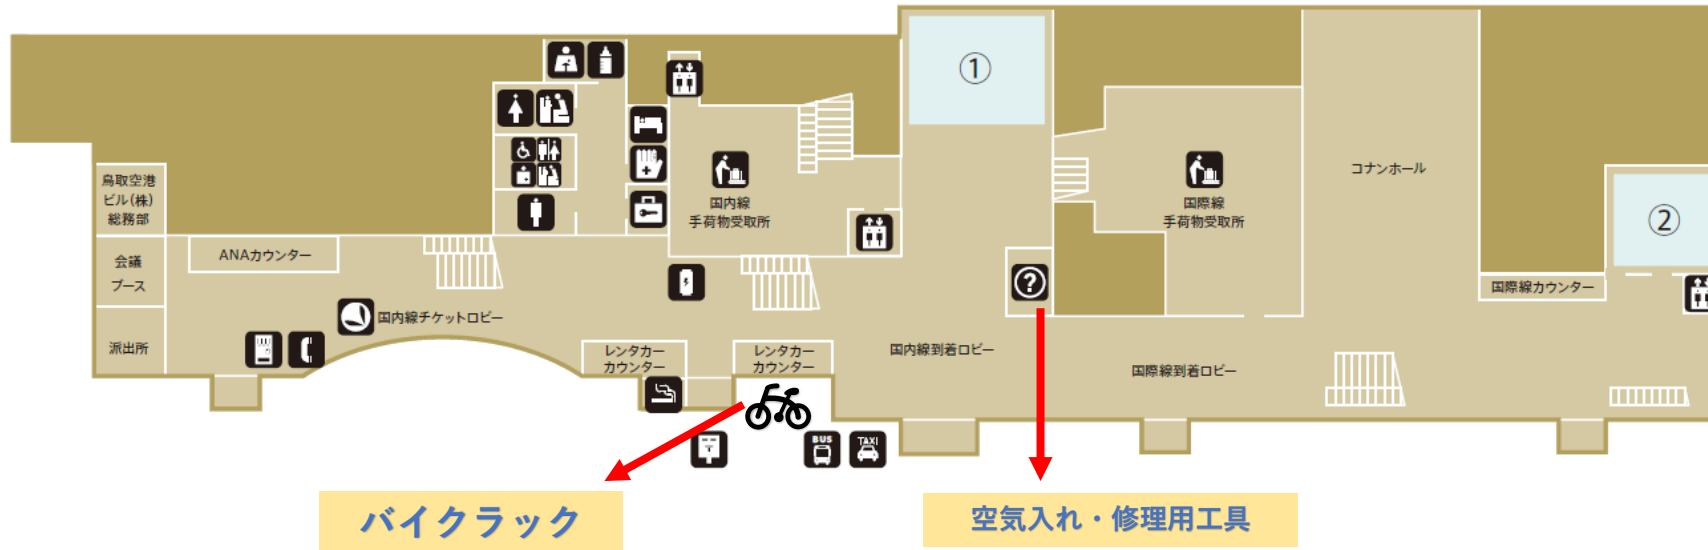 ①
コナンホール
鳥取空港
ビル(株)
総務部
国内線
手荷物受取所
国際線
手荷物受取所
②
会議
ブース
ANAカウンター
?
国際線カウンター
国内線チケットロビー
派出所
レンタカー
カウンター
レンタカー
カウンター
国内線到着ロビー
国際線到着ロビー
BUS
TAXI
バイクラック
空気入れ・修理用工具